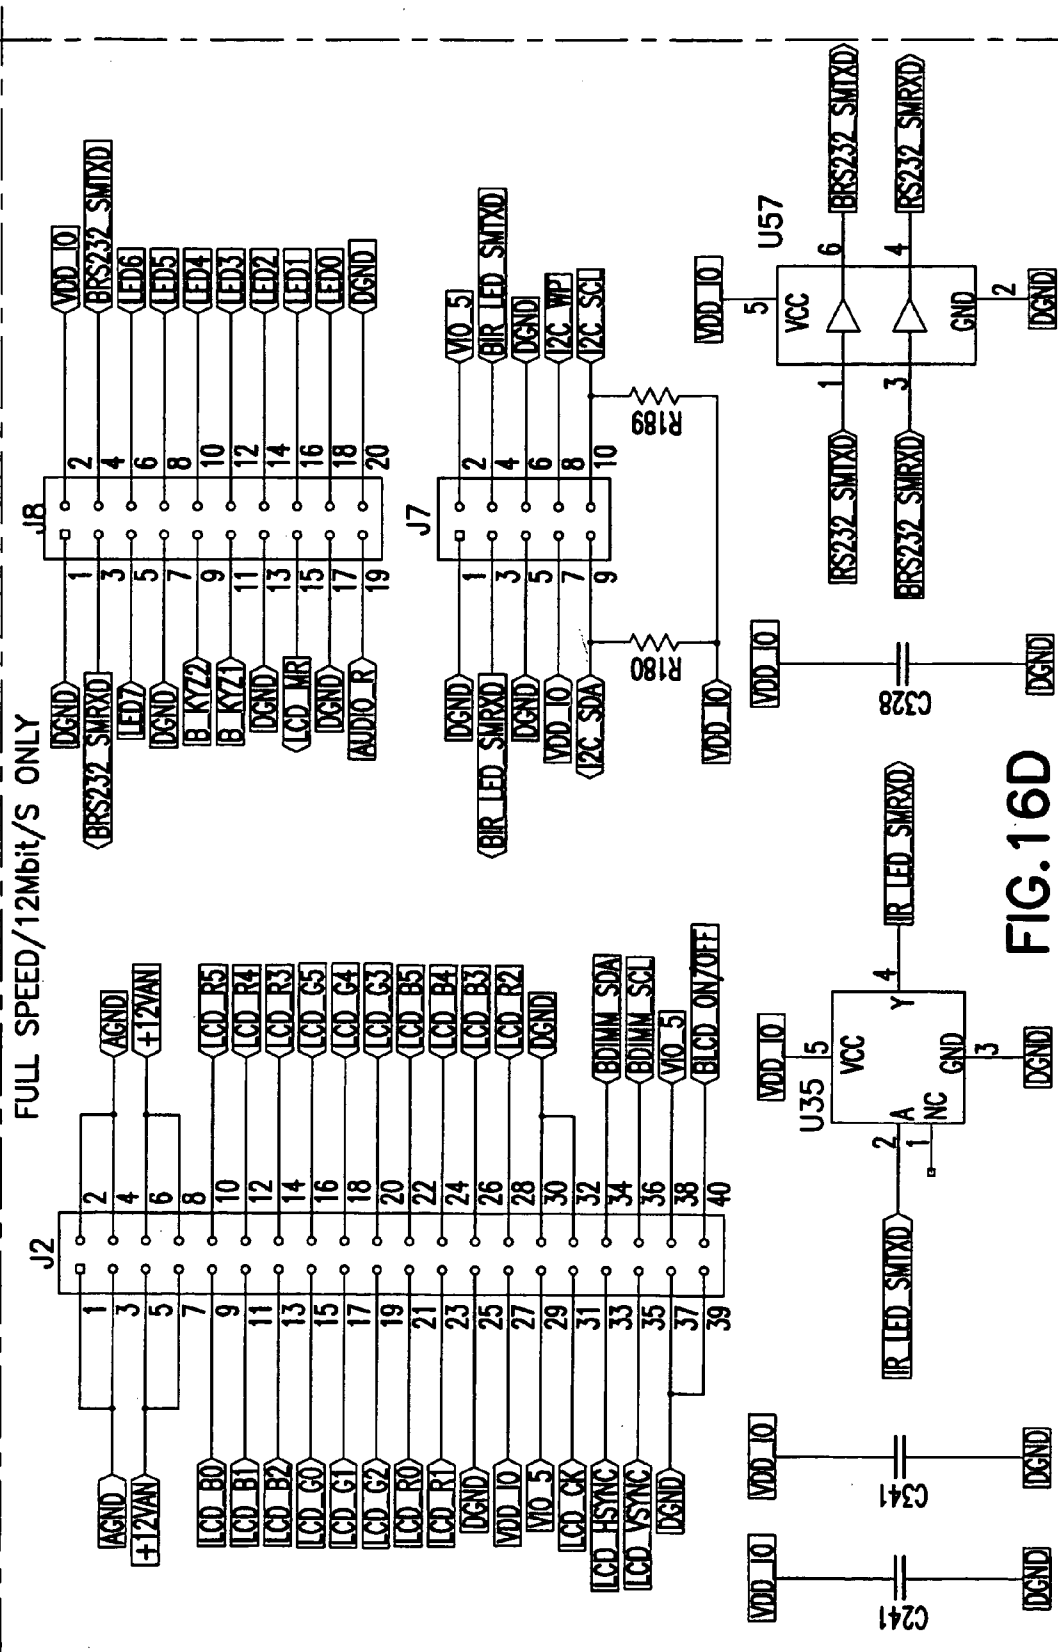 FULL SPEED/12Mbit/S ONLY
J2
AGND
+12VAN
LCD_B0
LCD_B1
LCD_B2
LCD_G0
LCD_G1
LCD_G2
LCD_R0
LCD_R1
DGND
VDD_IO
VIO_5
LCD_CK
LCD_HSYNC
LCD_VSYNC
DGND
1
3
5
7
9
11
13
15
17
19
21
23
25
27
29
31
33
35
37
39
2
4
6
8
10
12
14
16
18
20
22
24
26
28
30
32
34
36
38
40
AGND
+12VAN
LCD_R5
LCD_R4
LCD_R3
LCD_G5
LCD_G4
LCD_G3
LCD_B5
LCD_B4
LCD_B3
LCD_R2
DGND
BDIMM_SDA
BDIMM_SCL
VIO_5
BLCD_ON/OFF
J8
DGND
BRS232_SMRXD
LED7
DGND
B_KYZ2
B_KYZ1
DGND
LCD_MR
DGND
AUDIO_R
1
3
5
7
9
11
13
15
17
19
2
4
6
8
10
12
14
16
18
20
VDD_IO
BRS232_SMTXD
LED6
LED5
LED4
LED3
LED2
LED1
LED0
DGND
J7
DGND
BIR_LED_SMRXD
DGND
VDD_IO
I2C_SDA
1
3
5
7
9
2
4
6
8
10
VIO_5
BIR_LED_SMTXD
DGND
I2C_WP
I2C_SCL
R180
R189
VDD_IO
VDD_IO
C241
DGND
VDD_IO
C341
DGND
VDD_IO
U35
5
VCC
IR_LED_SMTXD
2
A
1
NC
Y
4
IR_LED_SMRXD
GND
3
DGND
VDD_IO
C328
DGND
VDD_IO
U57
5
VCC
RS232_SMTXD
1
6
BRS232_SMTXD
BRS232_SMRXD
3
4
RS232_SMRXD
GND
2
DGND
FIG.16D